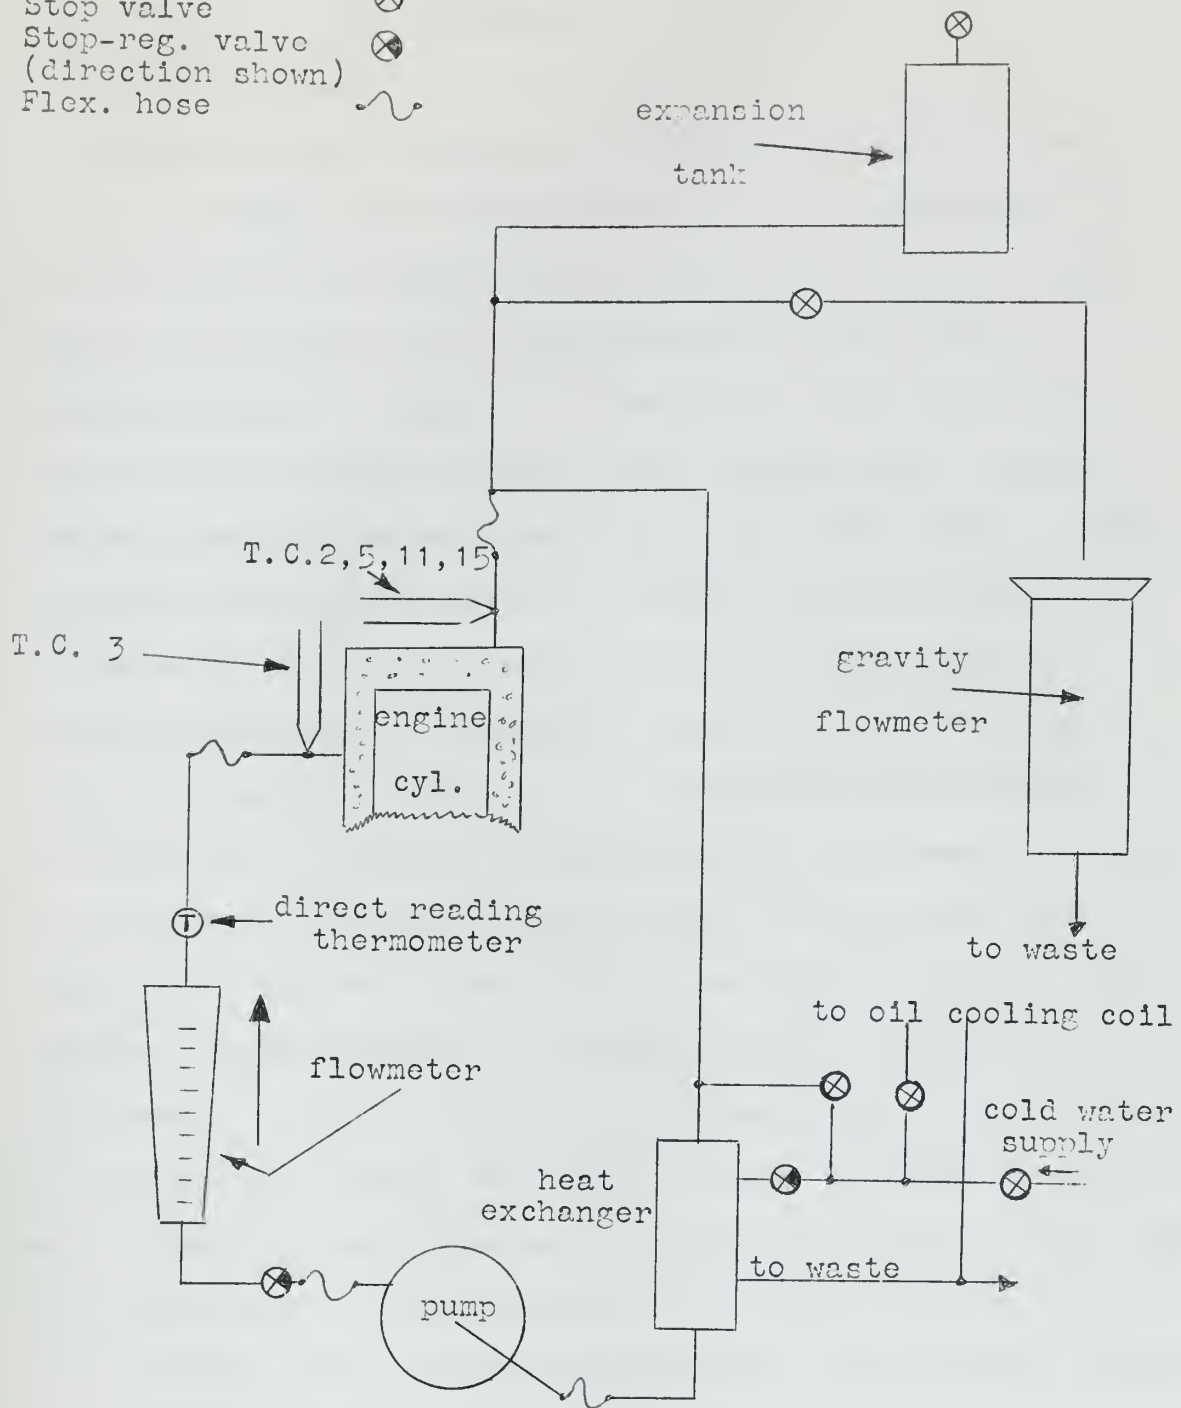 Stop valve
Stop-reg. valve
(direction shown)
Flex. hose
expansion
tank
T.C.2,5,11,15
T.C. 3
engine
cyl.
gravity
flowmeter
T
direct reading
thermometer
to waste
to oil cooling coil
flowmeter
cold water
supply
heat
exchanger
to waste
pump